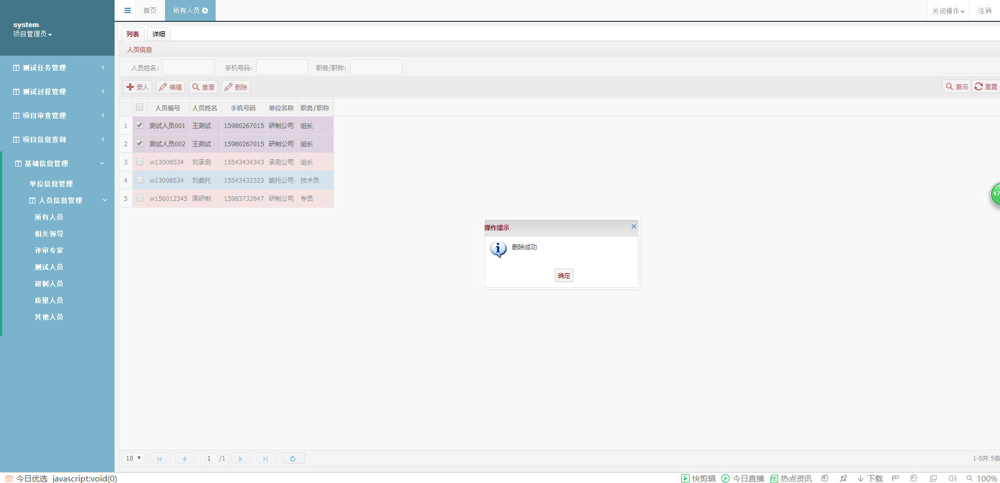 system
项目管理员
首页
所有人员
关闭操作
注销
测试任务管理
测试过程管理
项目审查管理
项目信息查询
基础信息管理
单位信息管理
人员信息管理
所有人员
相关领导
评审专家
测试人员
研制人员
质量人员
其他人员
列表 详细
人员信息
人员姓名: 手机号码: 职务/职称:
录入 编辑 查看 删除 查询 重置
人员编号 人员姓名 手机号码 单位名称 职务/职称
1 测试人员001 王测试 15980267015 研制公司 组长
2 测试人员002 王测试 15980267015 研制公司 组长
3 w13008534 刘承测 15543434343 承测公司 组长
4 w13008534 刘委托 15543432323 委托公司 技术员
5 w150012345 周研制 15983732847 研制公司 专员
47
操作提示
删除成功
确定
10 1 /1 1-5共 5条
今日优选 javascript:void(0) 快剪辑 今日直播 热点资讯 下载 100%